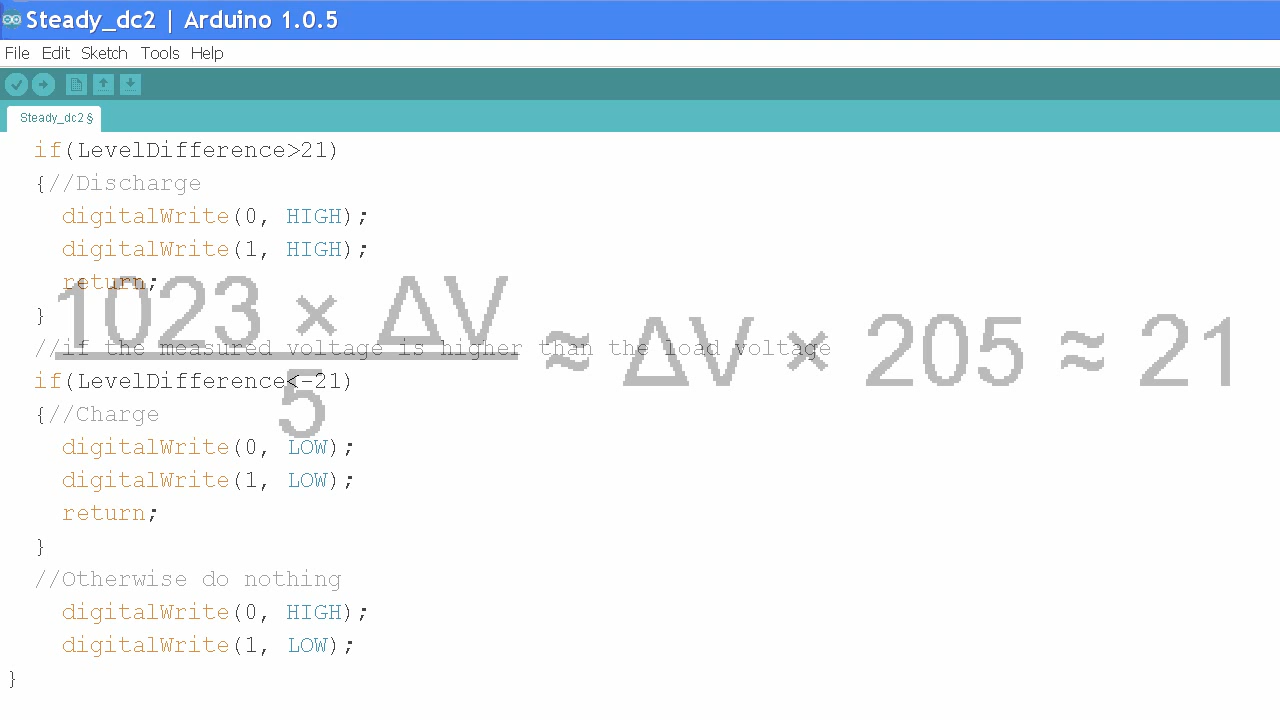 Steady_dc2 | Arduino 1.0.5
File Edit Sketch Tools Help
Steady_dc2 §
if(LevelDifference>21)
{//Discharge
digitalWrite(0, HIGH);
digitalWrite(1, HIGH);
return;
}
//if the measured voltage is higher than the load voltage
if(LevelDifference<-21)
{//Charge
digitalWrite(0, LOW);
digitalWrite(1, LOW);
return;
}
//Otherwise do nothing
digitalWrite(0, HIGH);
digitalWrite(1, LOW);
}
1023 × ΔV
5
≈ ΔV × 205 ≈ 21